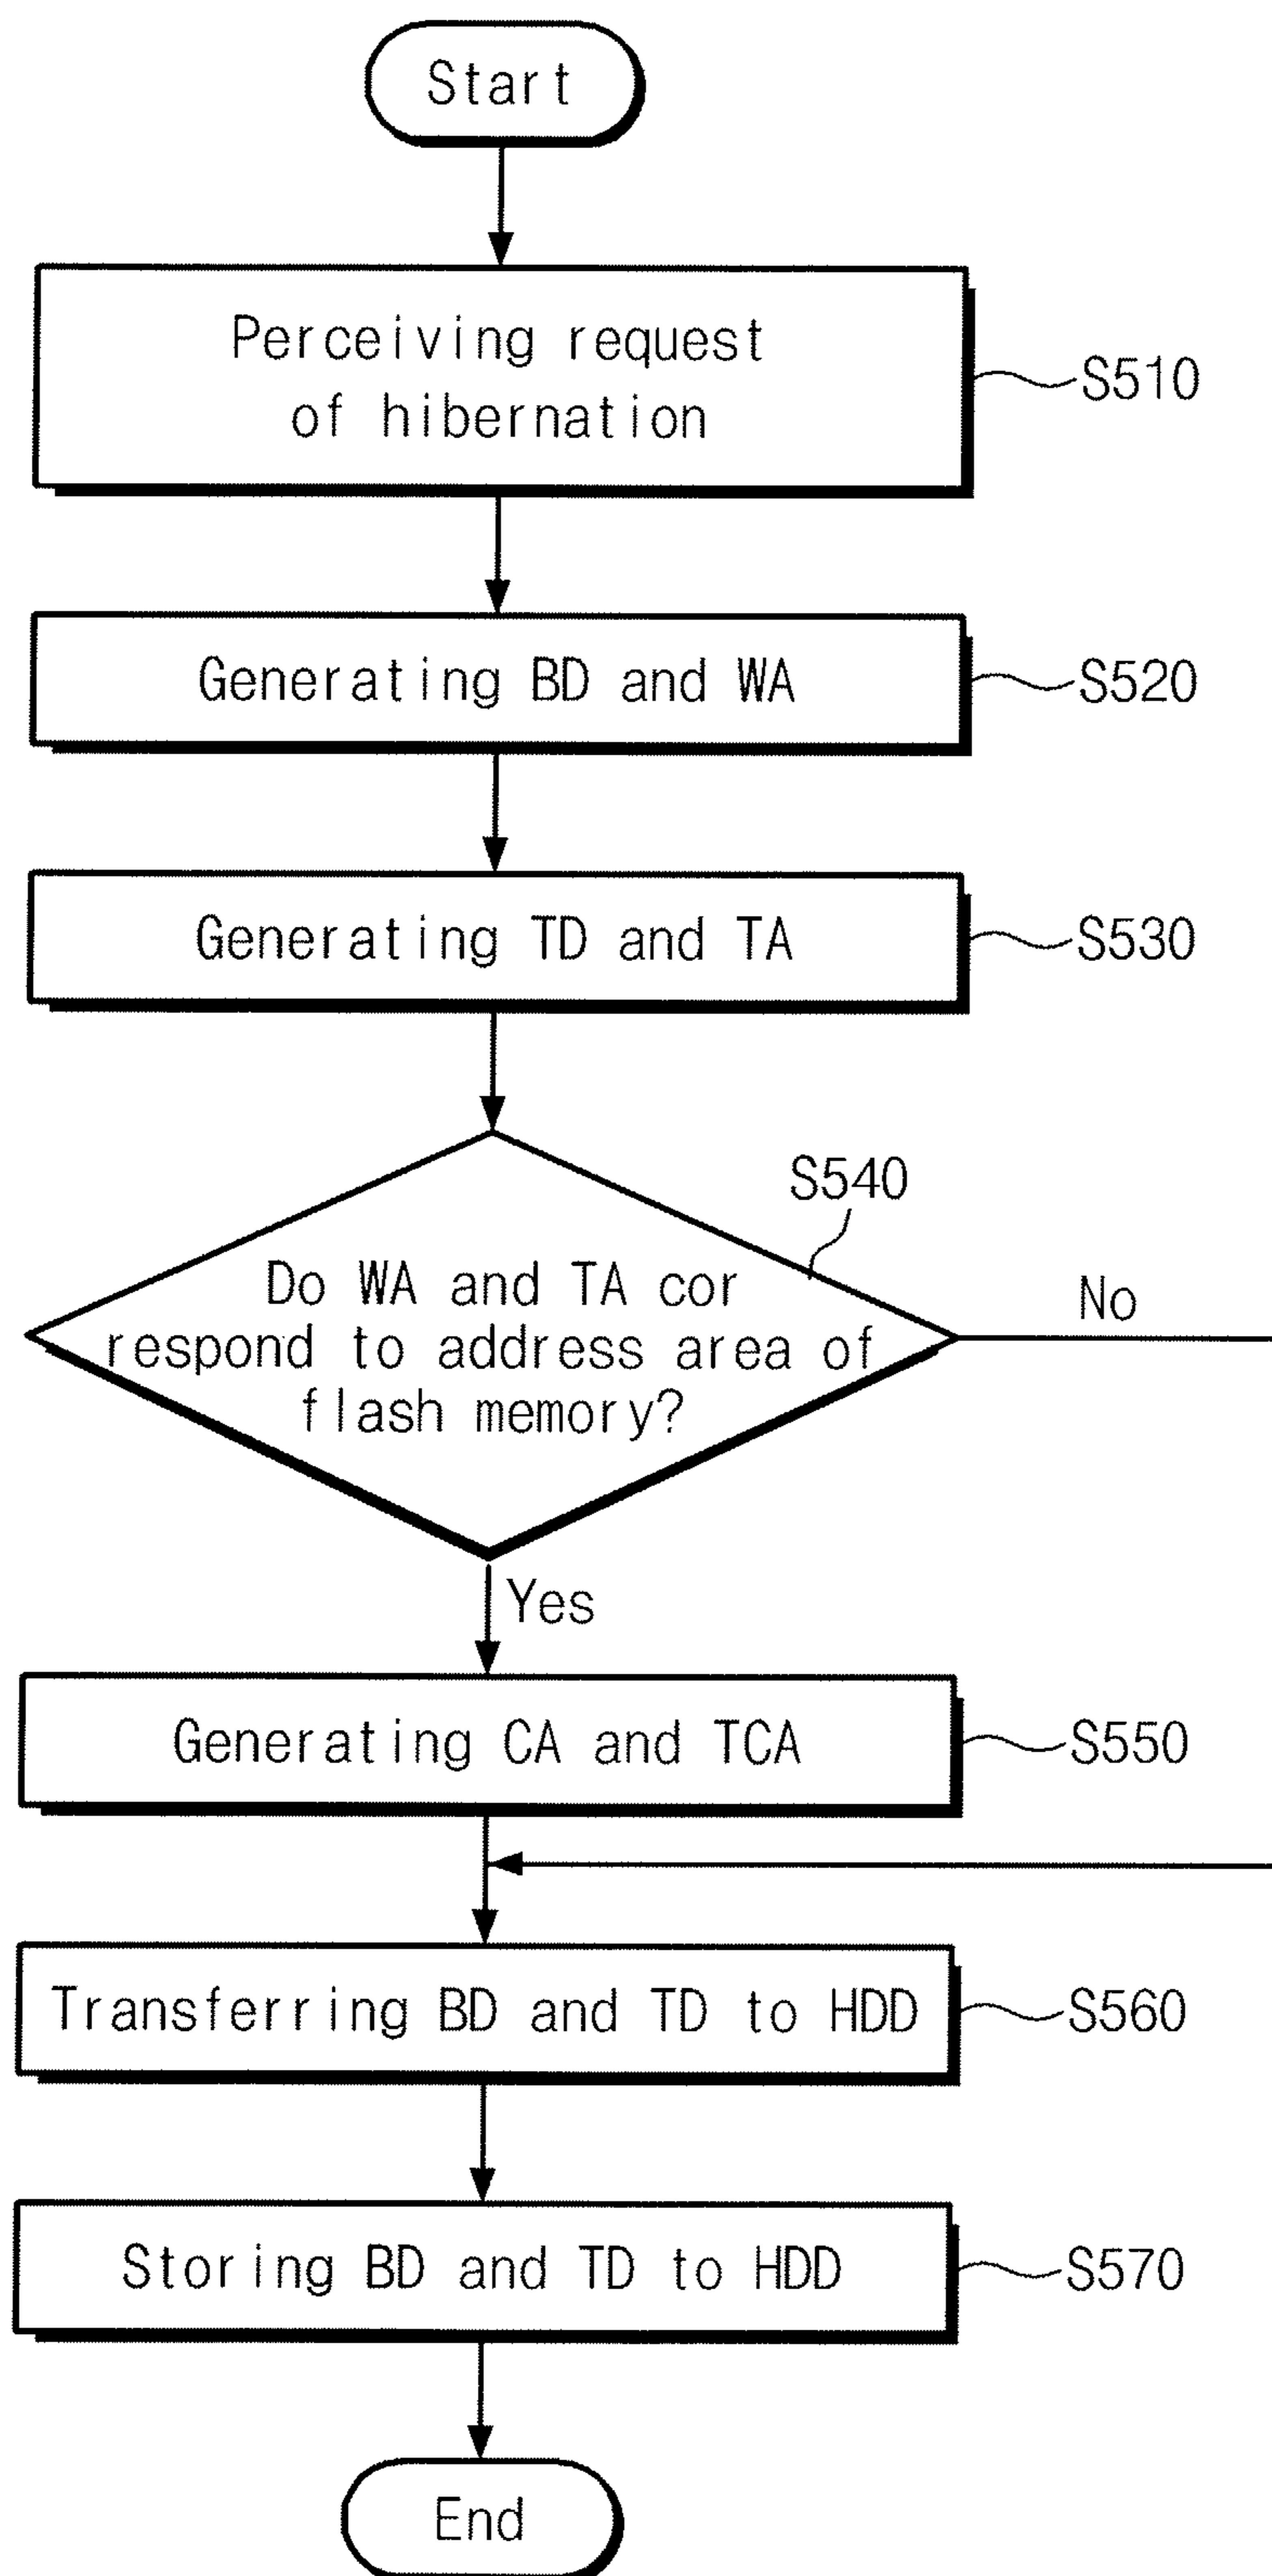 Start
Perceiving request
of hibernation
S510
Generating BD and WA
S520
Generating TD and TA
S530
S540
Do WA and TA cor
respond to address area of
flash memory?
No
Yes
Generating CA and TCA
S550
Transferring BD and TD to HDD
S560
Storing BD and TD to HDD
S570
End